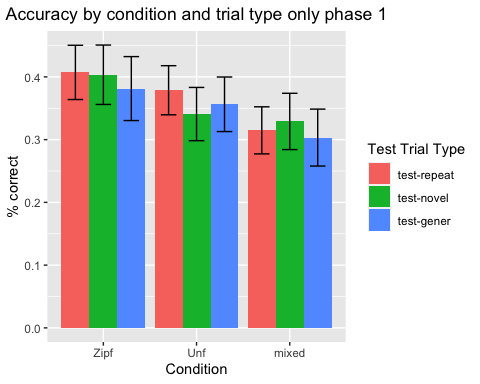 Accuracy by condition and trial type only phase 1
% correct
0.4
0.3
0.2
0.1
0.0
Zipf Unf mixed
Condition
Test Trial Type
test-repeat
test-novel
test-gener